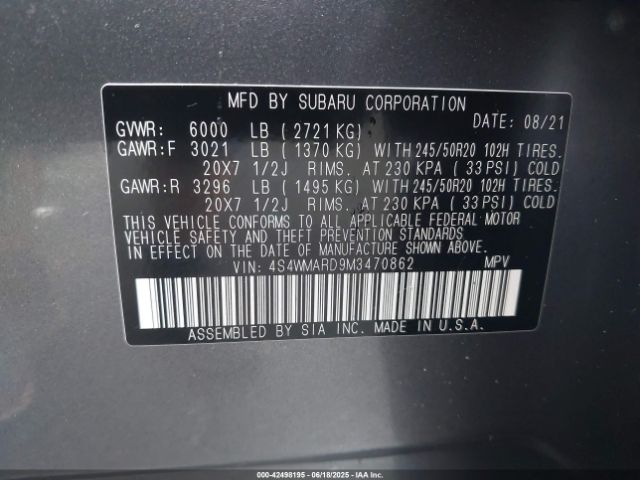 MFD BY SUBARU CORPORATION
DATE: 08/21
GVWR: 6000 LB ( 2721 KG)
GAWR:F 3021 LB ( 1370 KG) WITH 245/50R20 102H TIRES.
20X7 1/2J RIMS. AT 230 KPA ( 33 PSI) COLD
GAWR:R 3296 LB ( 1495 KG) WITH 245/50R20 102H TIRES.
20X7 1/2J RIMS. AT 230 KPA ( 33 PSI) COLD
THIS VEHICLE CONFORMS TO ALL APPLICABLE FEDERAL MOTOR
VEHICLE SAFETY AND THEFT PREVENTION STANDARDS
IN EFFECT ON THE DATE OF MANUFACTURE SHOWN ABOVE.
VIN: 4S4WMARD9M3470862 MPV
ASSEMBLED BY SIA INC. MADE IN U.S.A.
000-42498195 - 06/18/2025 - IAAI.COM